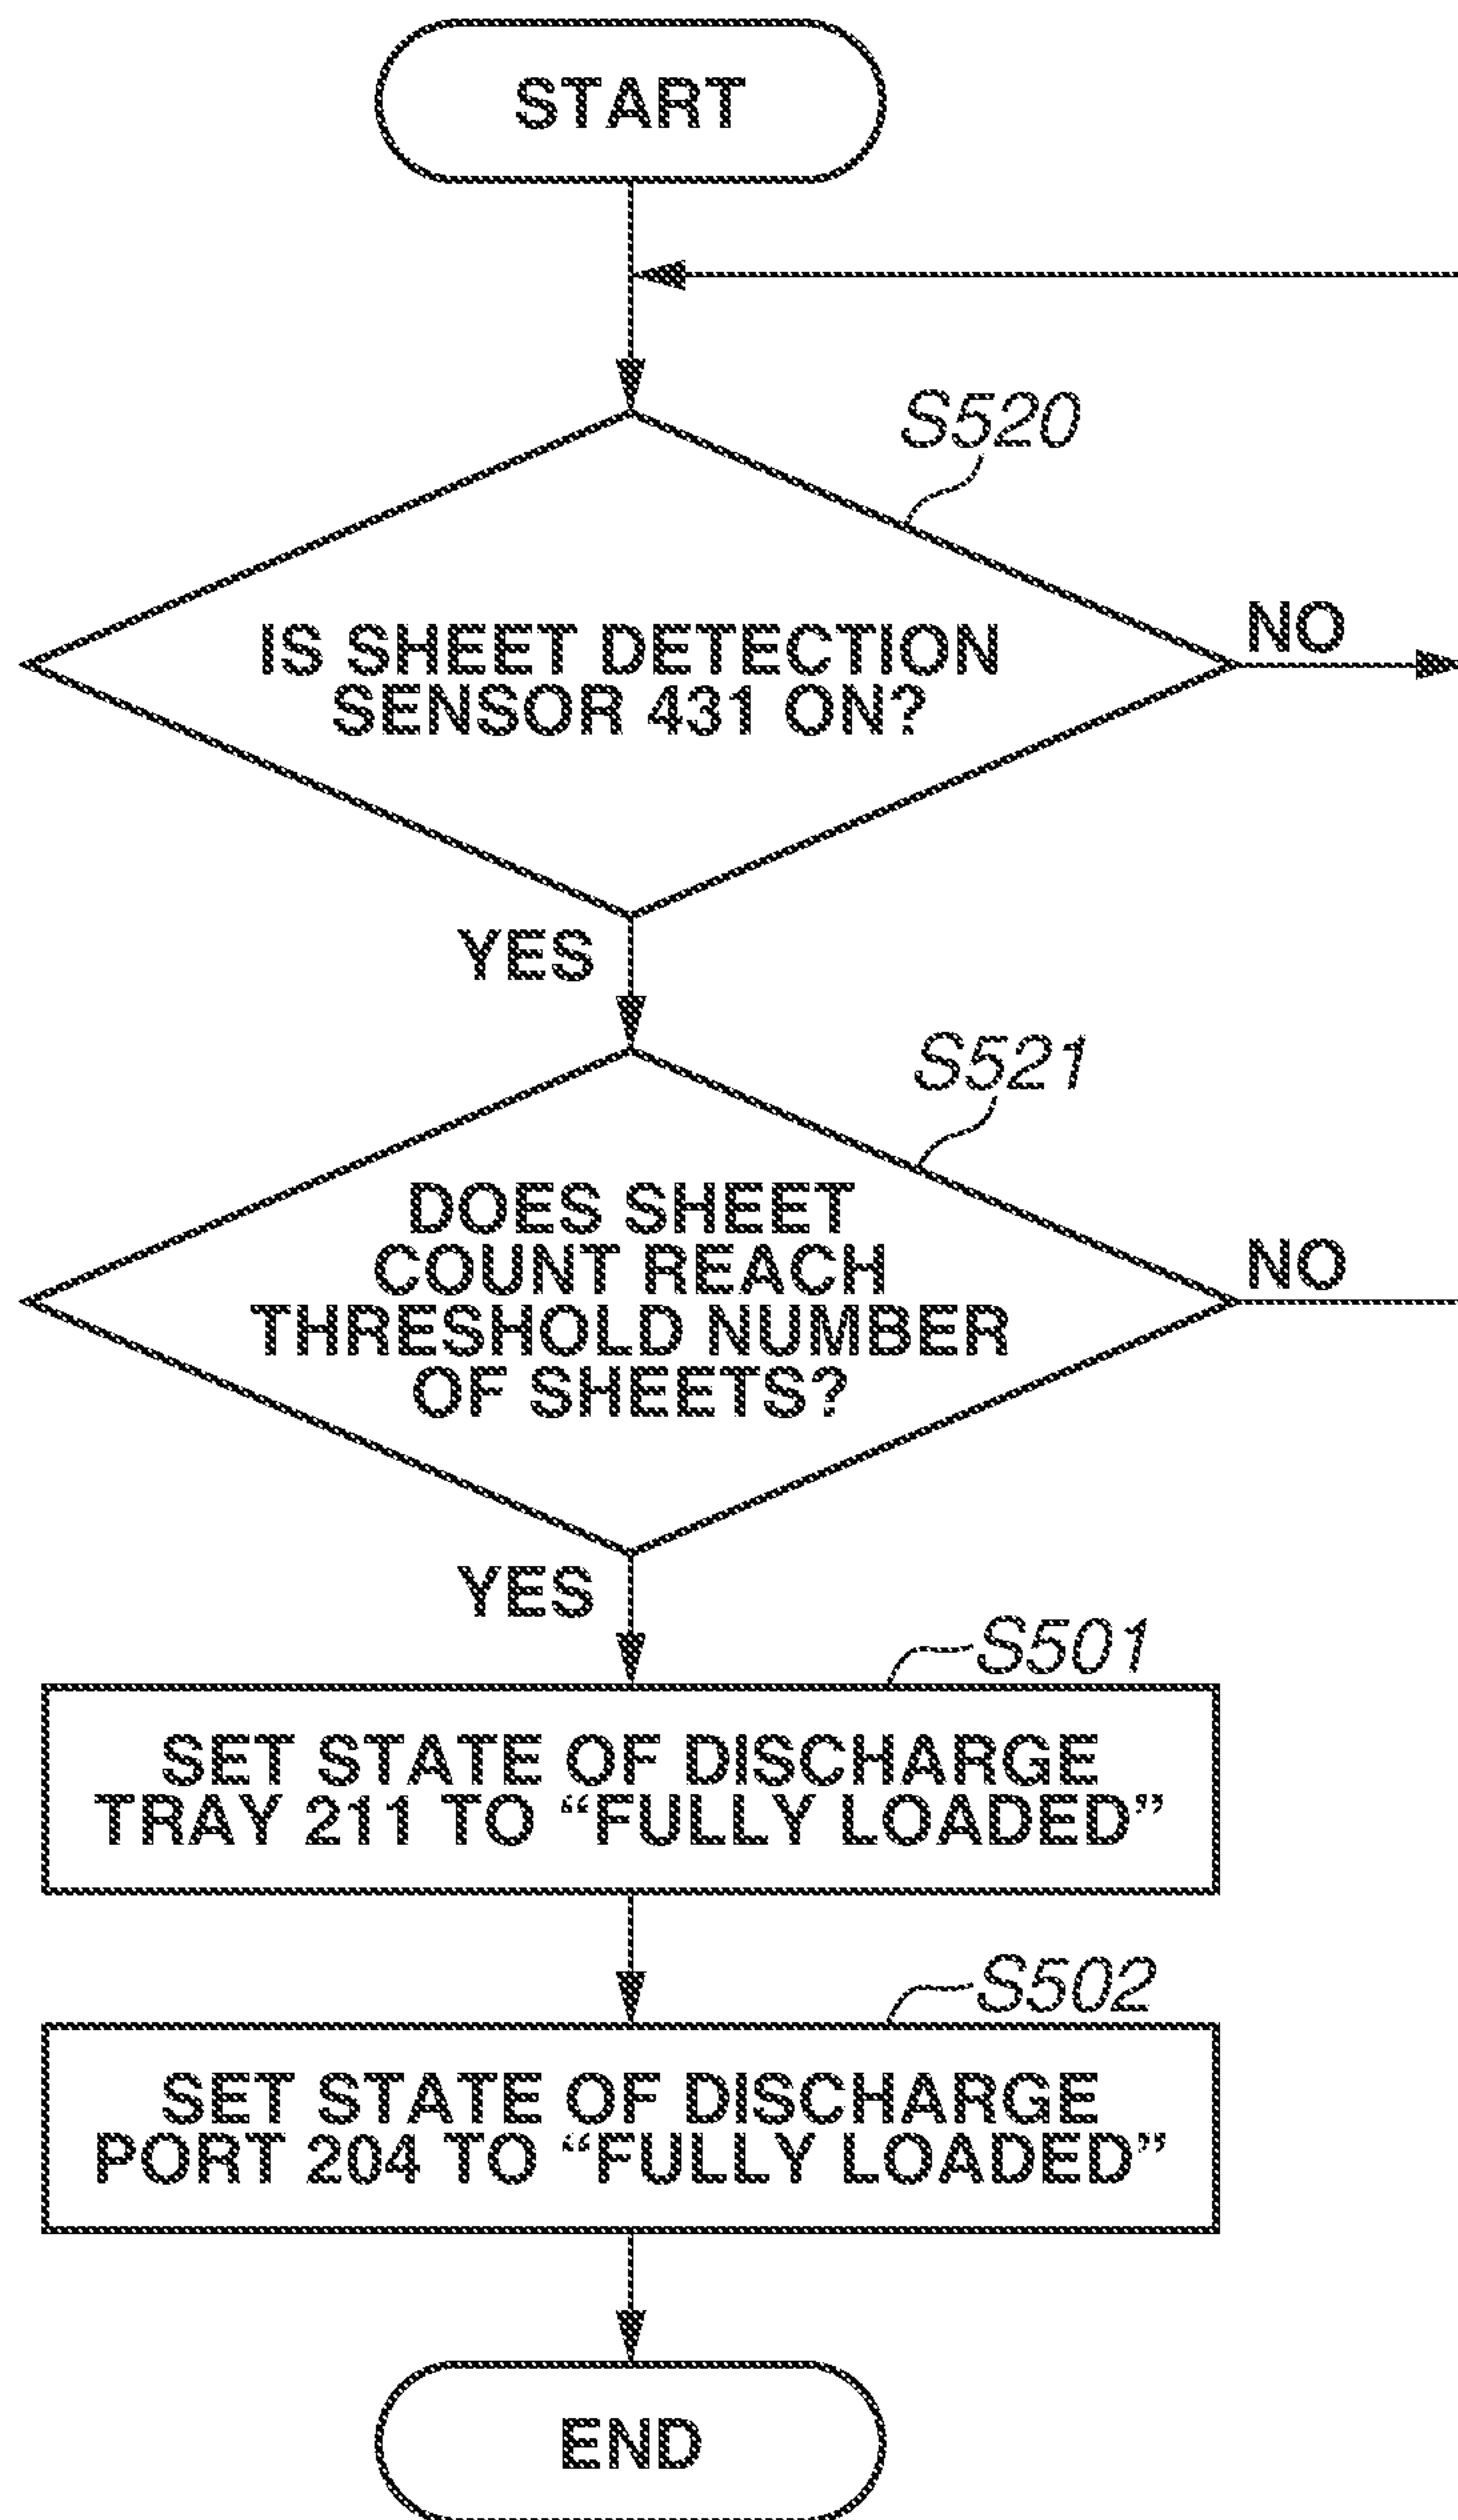 START
S520
IS SHEET DETECTION
SENSOR 431 ON?
NO
YES
S521
DOES SHEET
COUNT REACH
THRESHOLD NUMBER
OF SHEETS?
NO
YES
S501
SET STATE OF DISCHARGE
TRAY 211 TO “FULLY LOADED”
S502
SET STATE OF DISCHARGE
PORT 204 TO “FULLY LOADED”
END